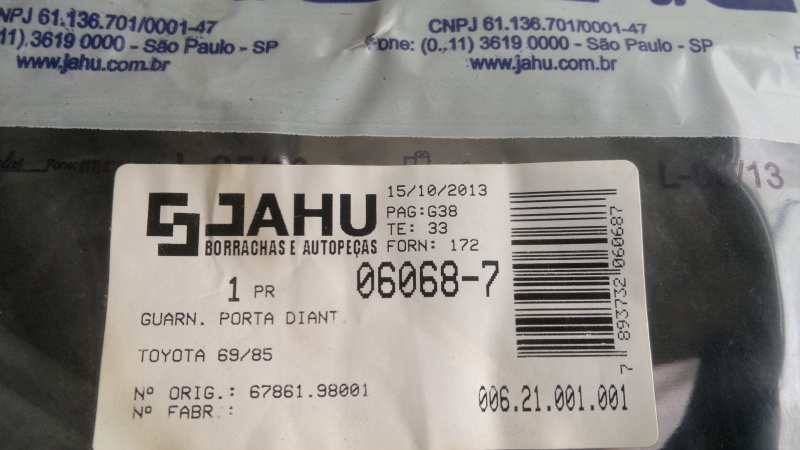 CNPJ 61.136.701/0001-47
11) 3619 0000 - São Paulo - SP
www.jahu.com.br
CNPJ 61.136.701/0001-47
Fone: (0..11) 3619 0000 - São Paulo - SP
www.jahu.com.br
JAHU
BORRACHAS E AUTOPEÇAS
15/10/2013
PAG:G38
TE: 33
FORN: 172
1 PR
06068-7
GUARN. PORTA DIANT.
TOYOTA 69/85
Nº ORIG.: 67861.98001
Nº FABR.:
006.21.001.001
7 893732 060687